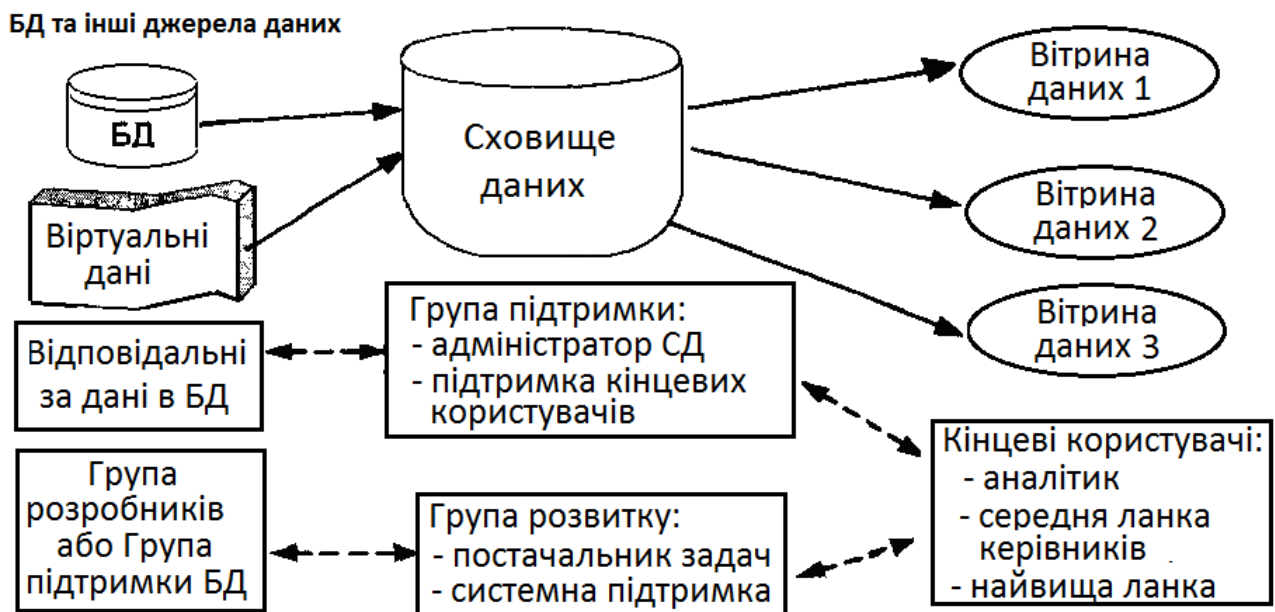 БД та інші джерела даних
БД
Віртуальні
дані
Сховище
даних
Вітрина
даних 1
Вітрина
даних 2
Вітрина
даних 3
Відповідальні
за дані в БД
Група підтримки:
- адміністратор СД
- підтримка кінцевих
користувачів
Група
розробників
або Група
підтримки БД
Група розвитку:
- постачальник задач
- системна підтримка
Кінцеві користувачі:
- аналітик
- середня ланка
керівників
- найвища ланка